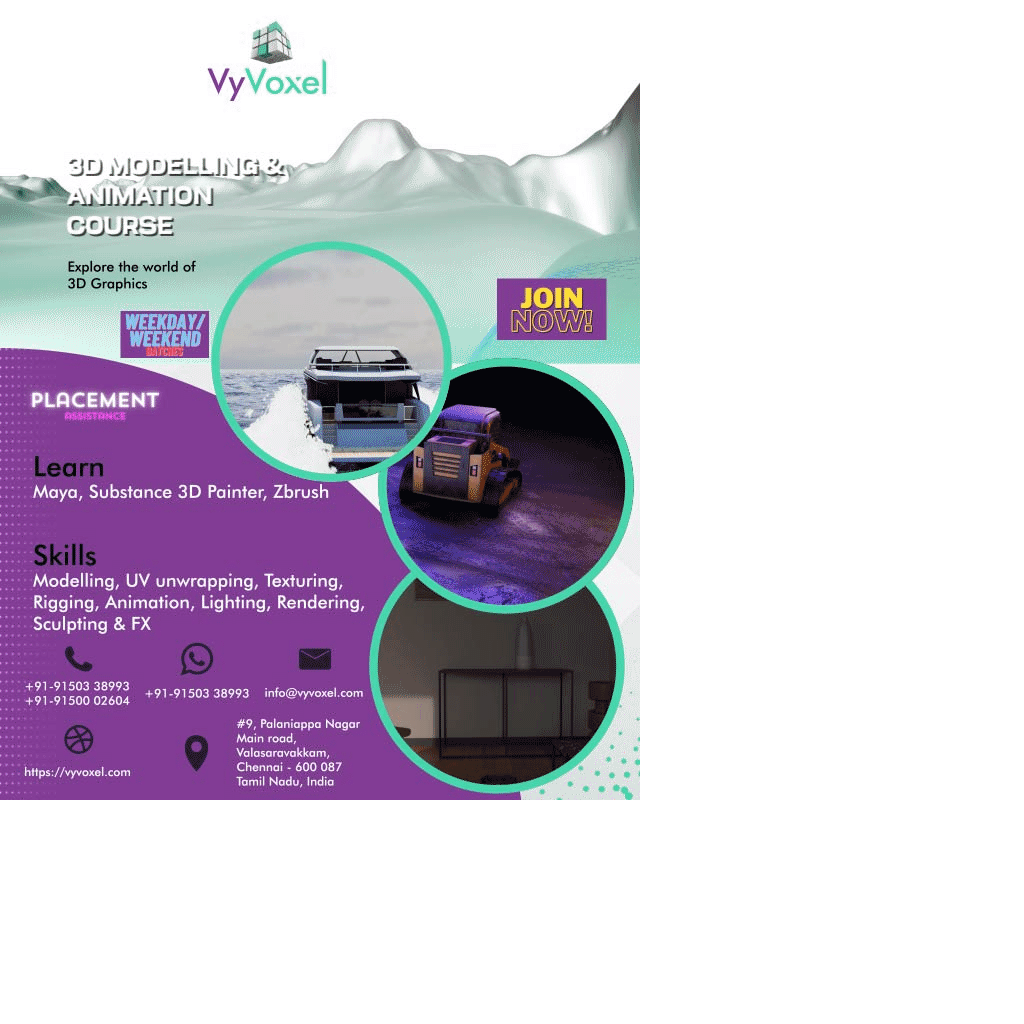 VyVoxel
3D MODELLING &
ANIMATION
COURSE
Explore the world of
3D Graphics
JOIN
NOW!
WEEKDAY/
WEEKEND
BATCHES
PLACEMENT
ASSISTANCE
Learn
Maya, Substance 3D Painter, Zbrush
Skills
Modelling, UV unwrapping, Texturing,
Rigging, Animation, Lighting, Rendering,
Sculpting & FX
+91-91503 38993
+91-91500 02604
+91-91503 38993
info@vyvoxel.com
https://vyvoxel.com
#9, Palaniappa Nagar
Main road,
Valasaravakkam,
Chennai - 600 087
Tamil Nadu, India